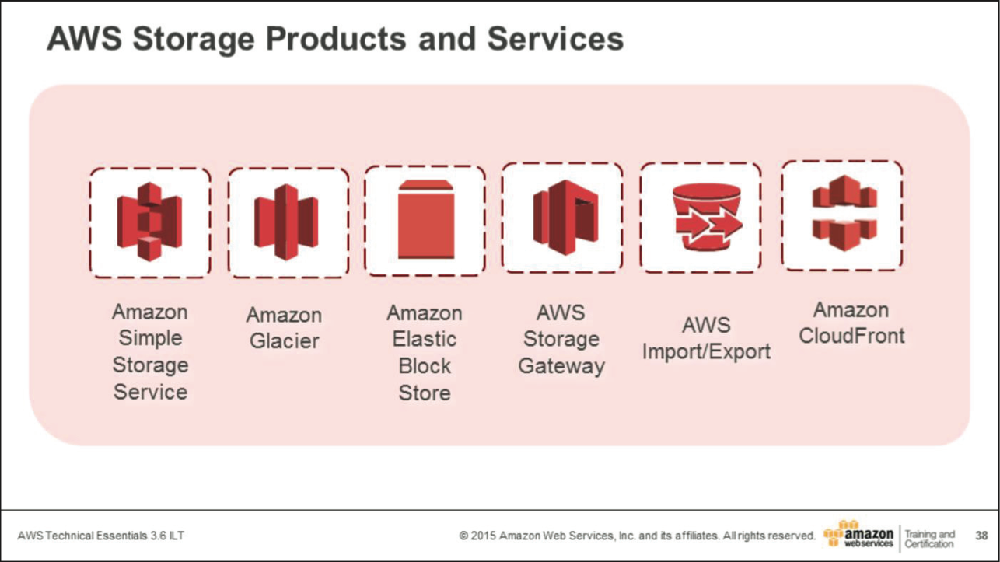 AWS Storage Products and Services
Amazon
Simple
Storage
Service
Amazon
Glacier
Amazon
Elastic
Block
Store
AWS
Storage
Gateway
AWS
Import/Export
Amazon
CloudFront
AWS Technical Essentials 3.6 ILT
© 2015 Amazon Web Services, Inc. and its affiliates. All rights reserved.
amazon
webservices
Training and
Certification
38